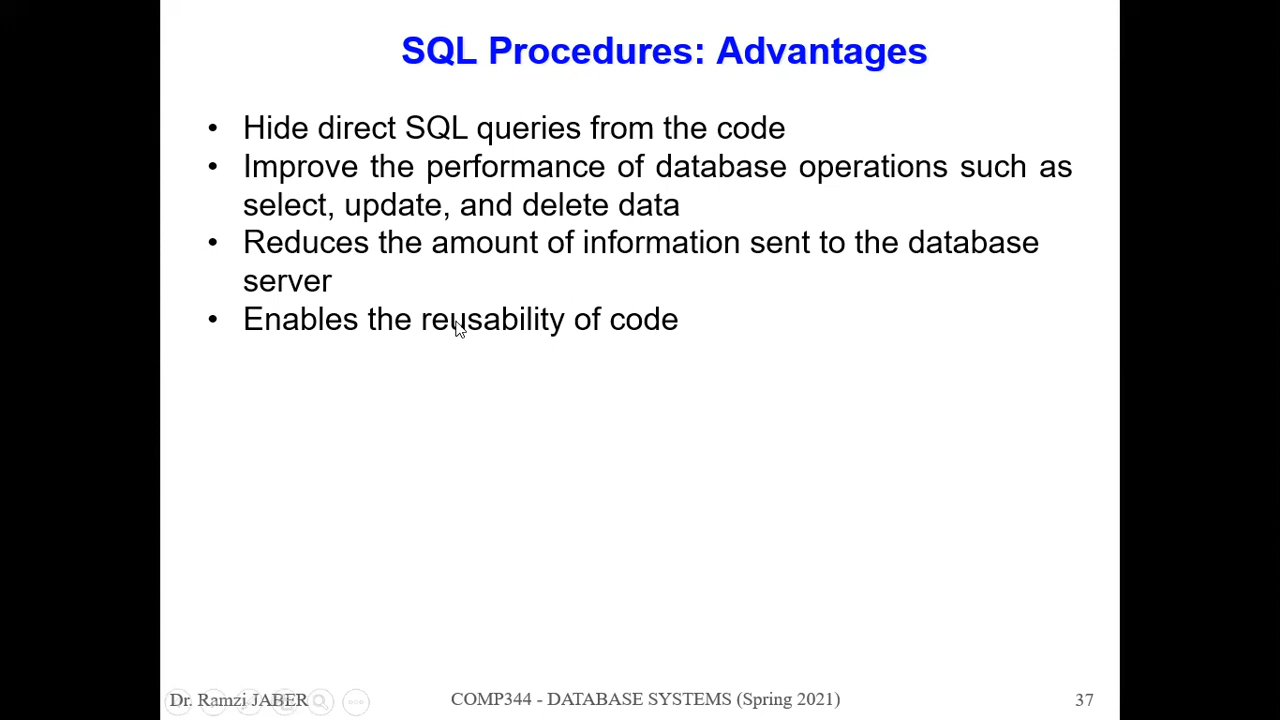 SQL Procedures: Advantages
• Hide direct SQL queries from the code
• Improve the performance of database operations such as
select, update, and delete data
• Reduces the amount of information sent to the database
server
• Enables the reusability of code
Dr. Ramzi JABER
COMP344 - DATABASE SYSTEMS (Spring 2021)
37